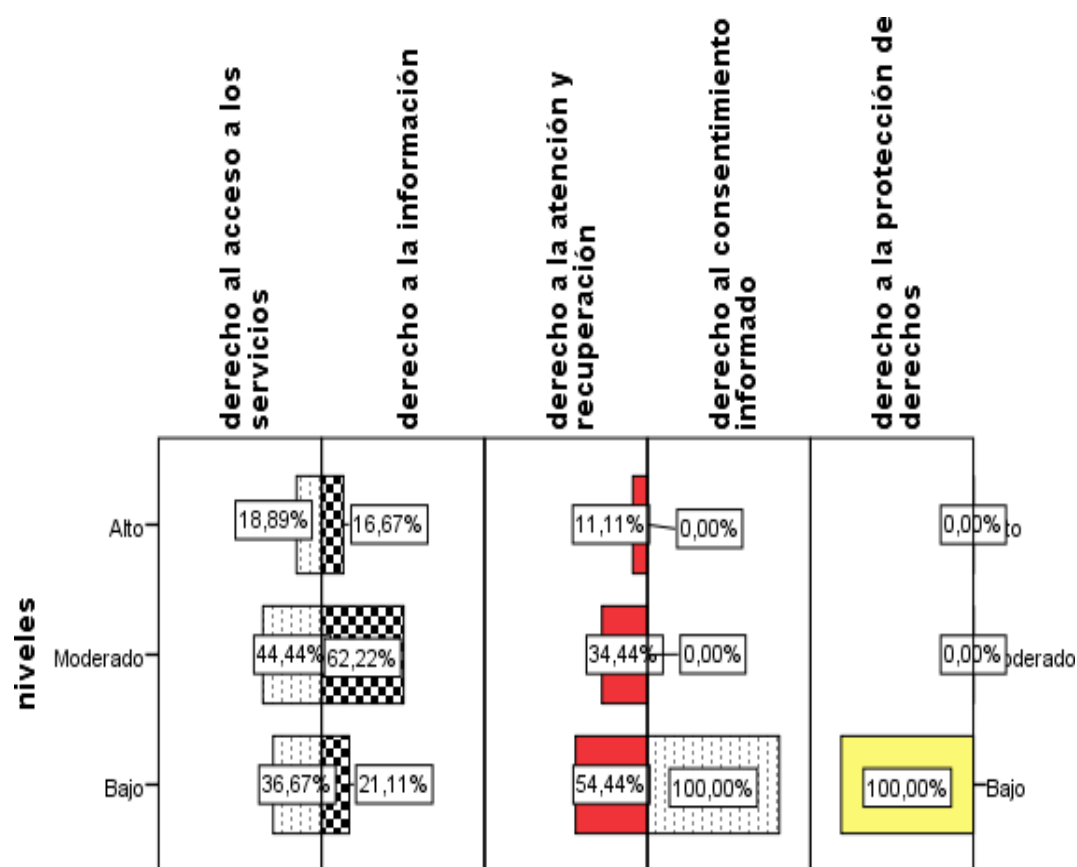 derecho al acceso a los
servicios
derecho a la información
derecho a la atención y
recuperación
derecho al consentimiento
informado
derecho a la protección de
derechos
niveles
Alto
18,89%
16,67%
11,11%
0,00%
0,00%
to
Moderado
44,44%
62,22%
34,44%
0,00%
0,00%
oderado
Bajo
36,67%
21,11%
54,44%
100,00%
100,00%
Bajo